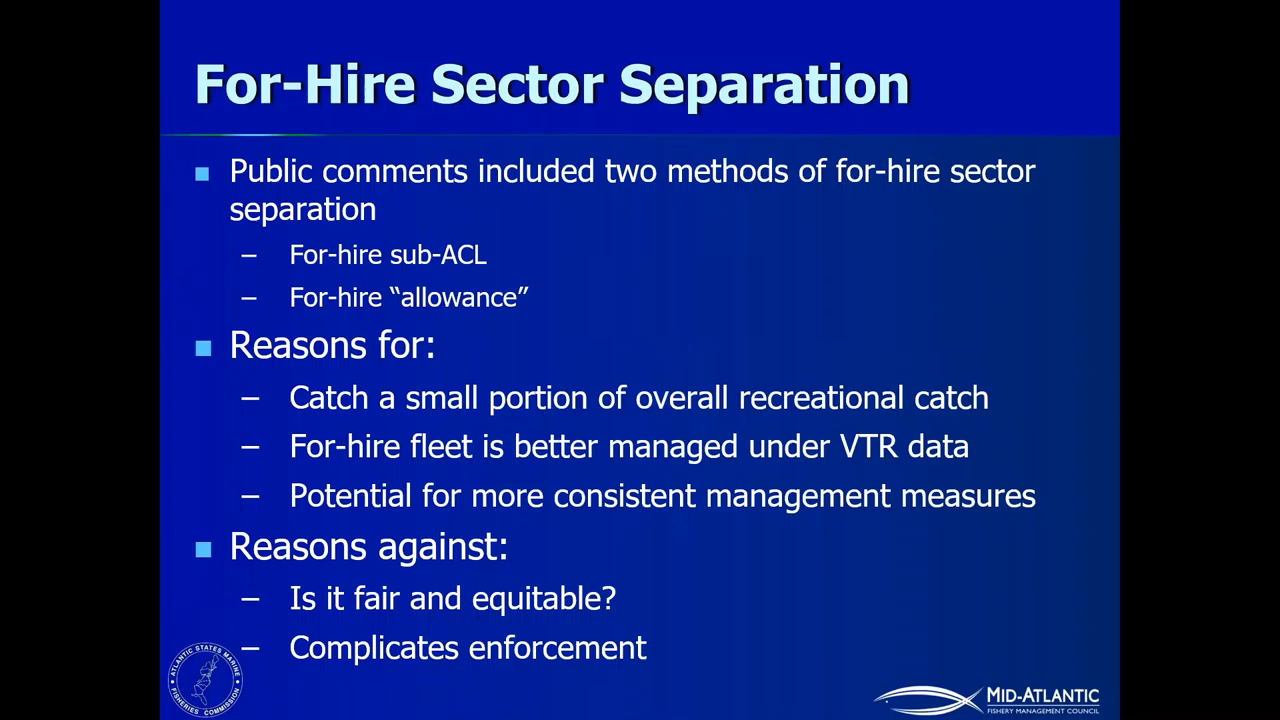 For-Hire Sector Separation
Public comments included two methods of for-hire sector
separation
– For-hire sub-ACL
– For-hire “allowance”
Reasons for:
– Catch a small portion of overall recreational catch
– For-hire fleet is better managed under VTR data
– Potential for more consistent management measures
Reasons against:
– Is it fair and equitable?
– Complicates enforcement
ATLANTIC STATES MARINE
FISHERIES COMMISSION
MID-ATLANTIC
FISHERY MANAGEMENT COUNCIL